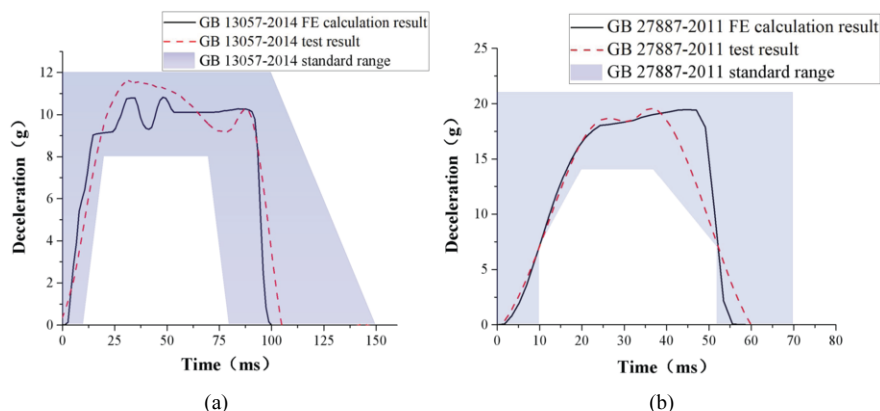 GB 13057-2014 FE calculation result
GB 13057-2014 test result
GB 13057-2014 standard range
12
10
8
6
4
2
0
Deceleration（g）
0 25 50 75 100 125 150
Time（ms）
(a)
GB 27887-2011 FE calculation result
GB 27887-2011 test result
GB 27887-2011 standard range
25
20
15
10
5
0
Deceleration（g）
0 10 20 30 40 50 60 70 80
Time（ms）
(b)